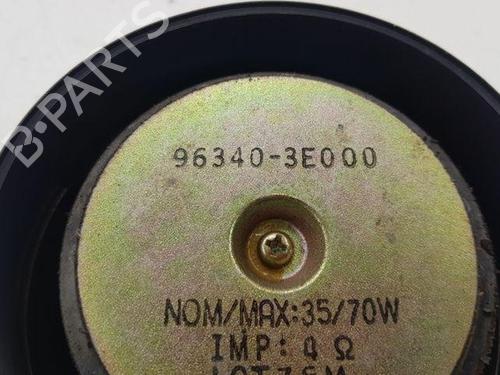 B-PARTS
96340-3E000
NOM/MAX:35/70W
IMP: 4 Ω